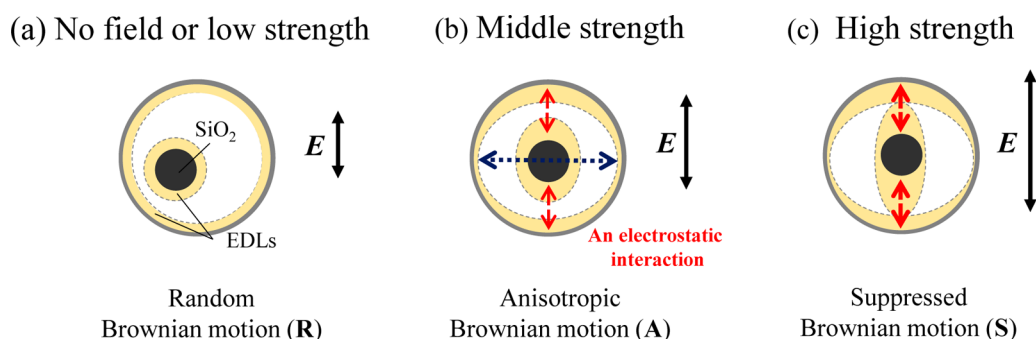 (a) No field or low strength
(b) Middle strength
(c) High strength
SiO₂
E
EDLs
E
An electrostatic
interaction
E
Random
Brownian motion (R)
Anisotropic
Brownian motion (A)
Suppressed
Brownian motion (S)